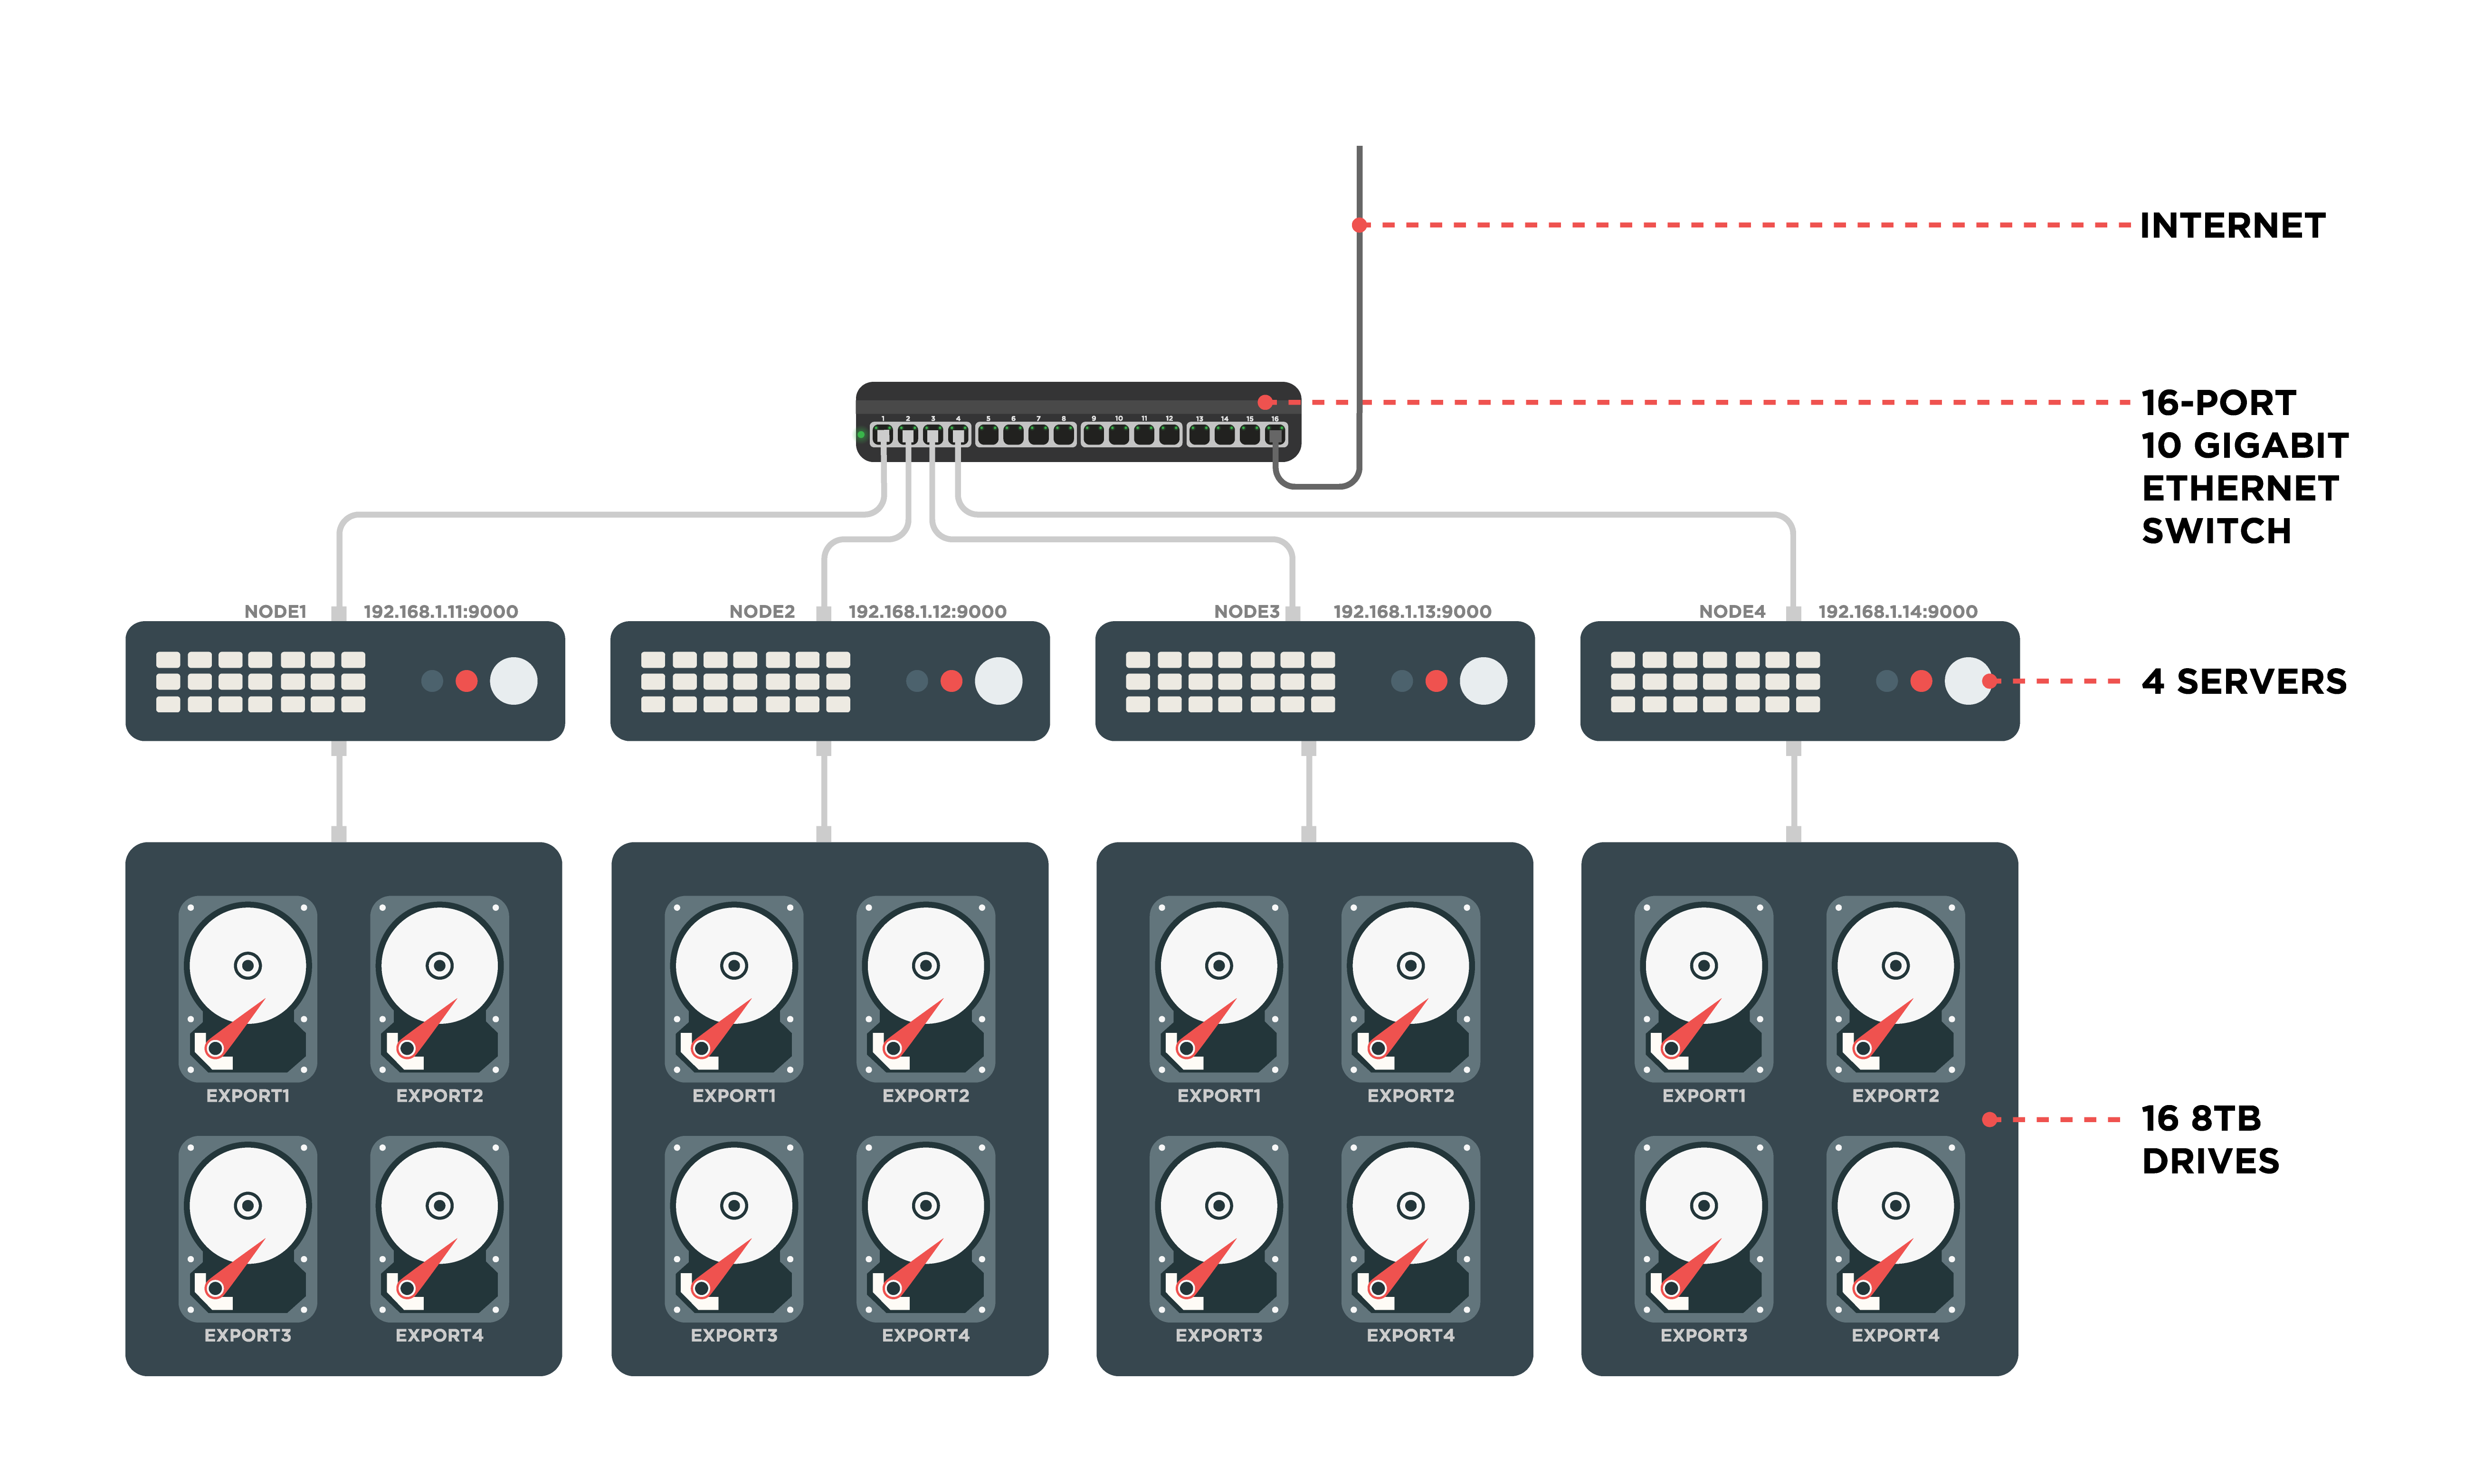 INTERNET
16-PORT
10 GIGABIT
ETHERNET
SWITCH
1 2 3 4 5 6 7 8 9 10 11 12 13 14 15 16
NODE1 192.168.1.11:9000 NODE2 192.168.1.12:9000 NODE3 192.168.1.13:9000 NODE4 192.168.1.14:9000
4 SERVERS
EXPORT1 EXPORT2 EXPORT1 EXPORT2 EXPORT1 EXPORT2 EXPORT1 EXPORT2
16 8TB
DRIVES
EXPORT3 EXPORT4 EXPORT3 EXPORT4 EXPORT3 EXPORT4 EXPORT3 EXPORT4